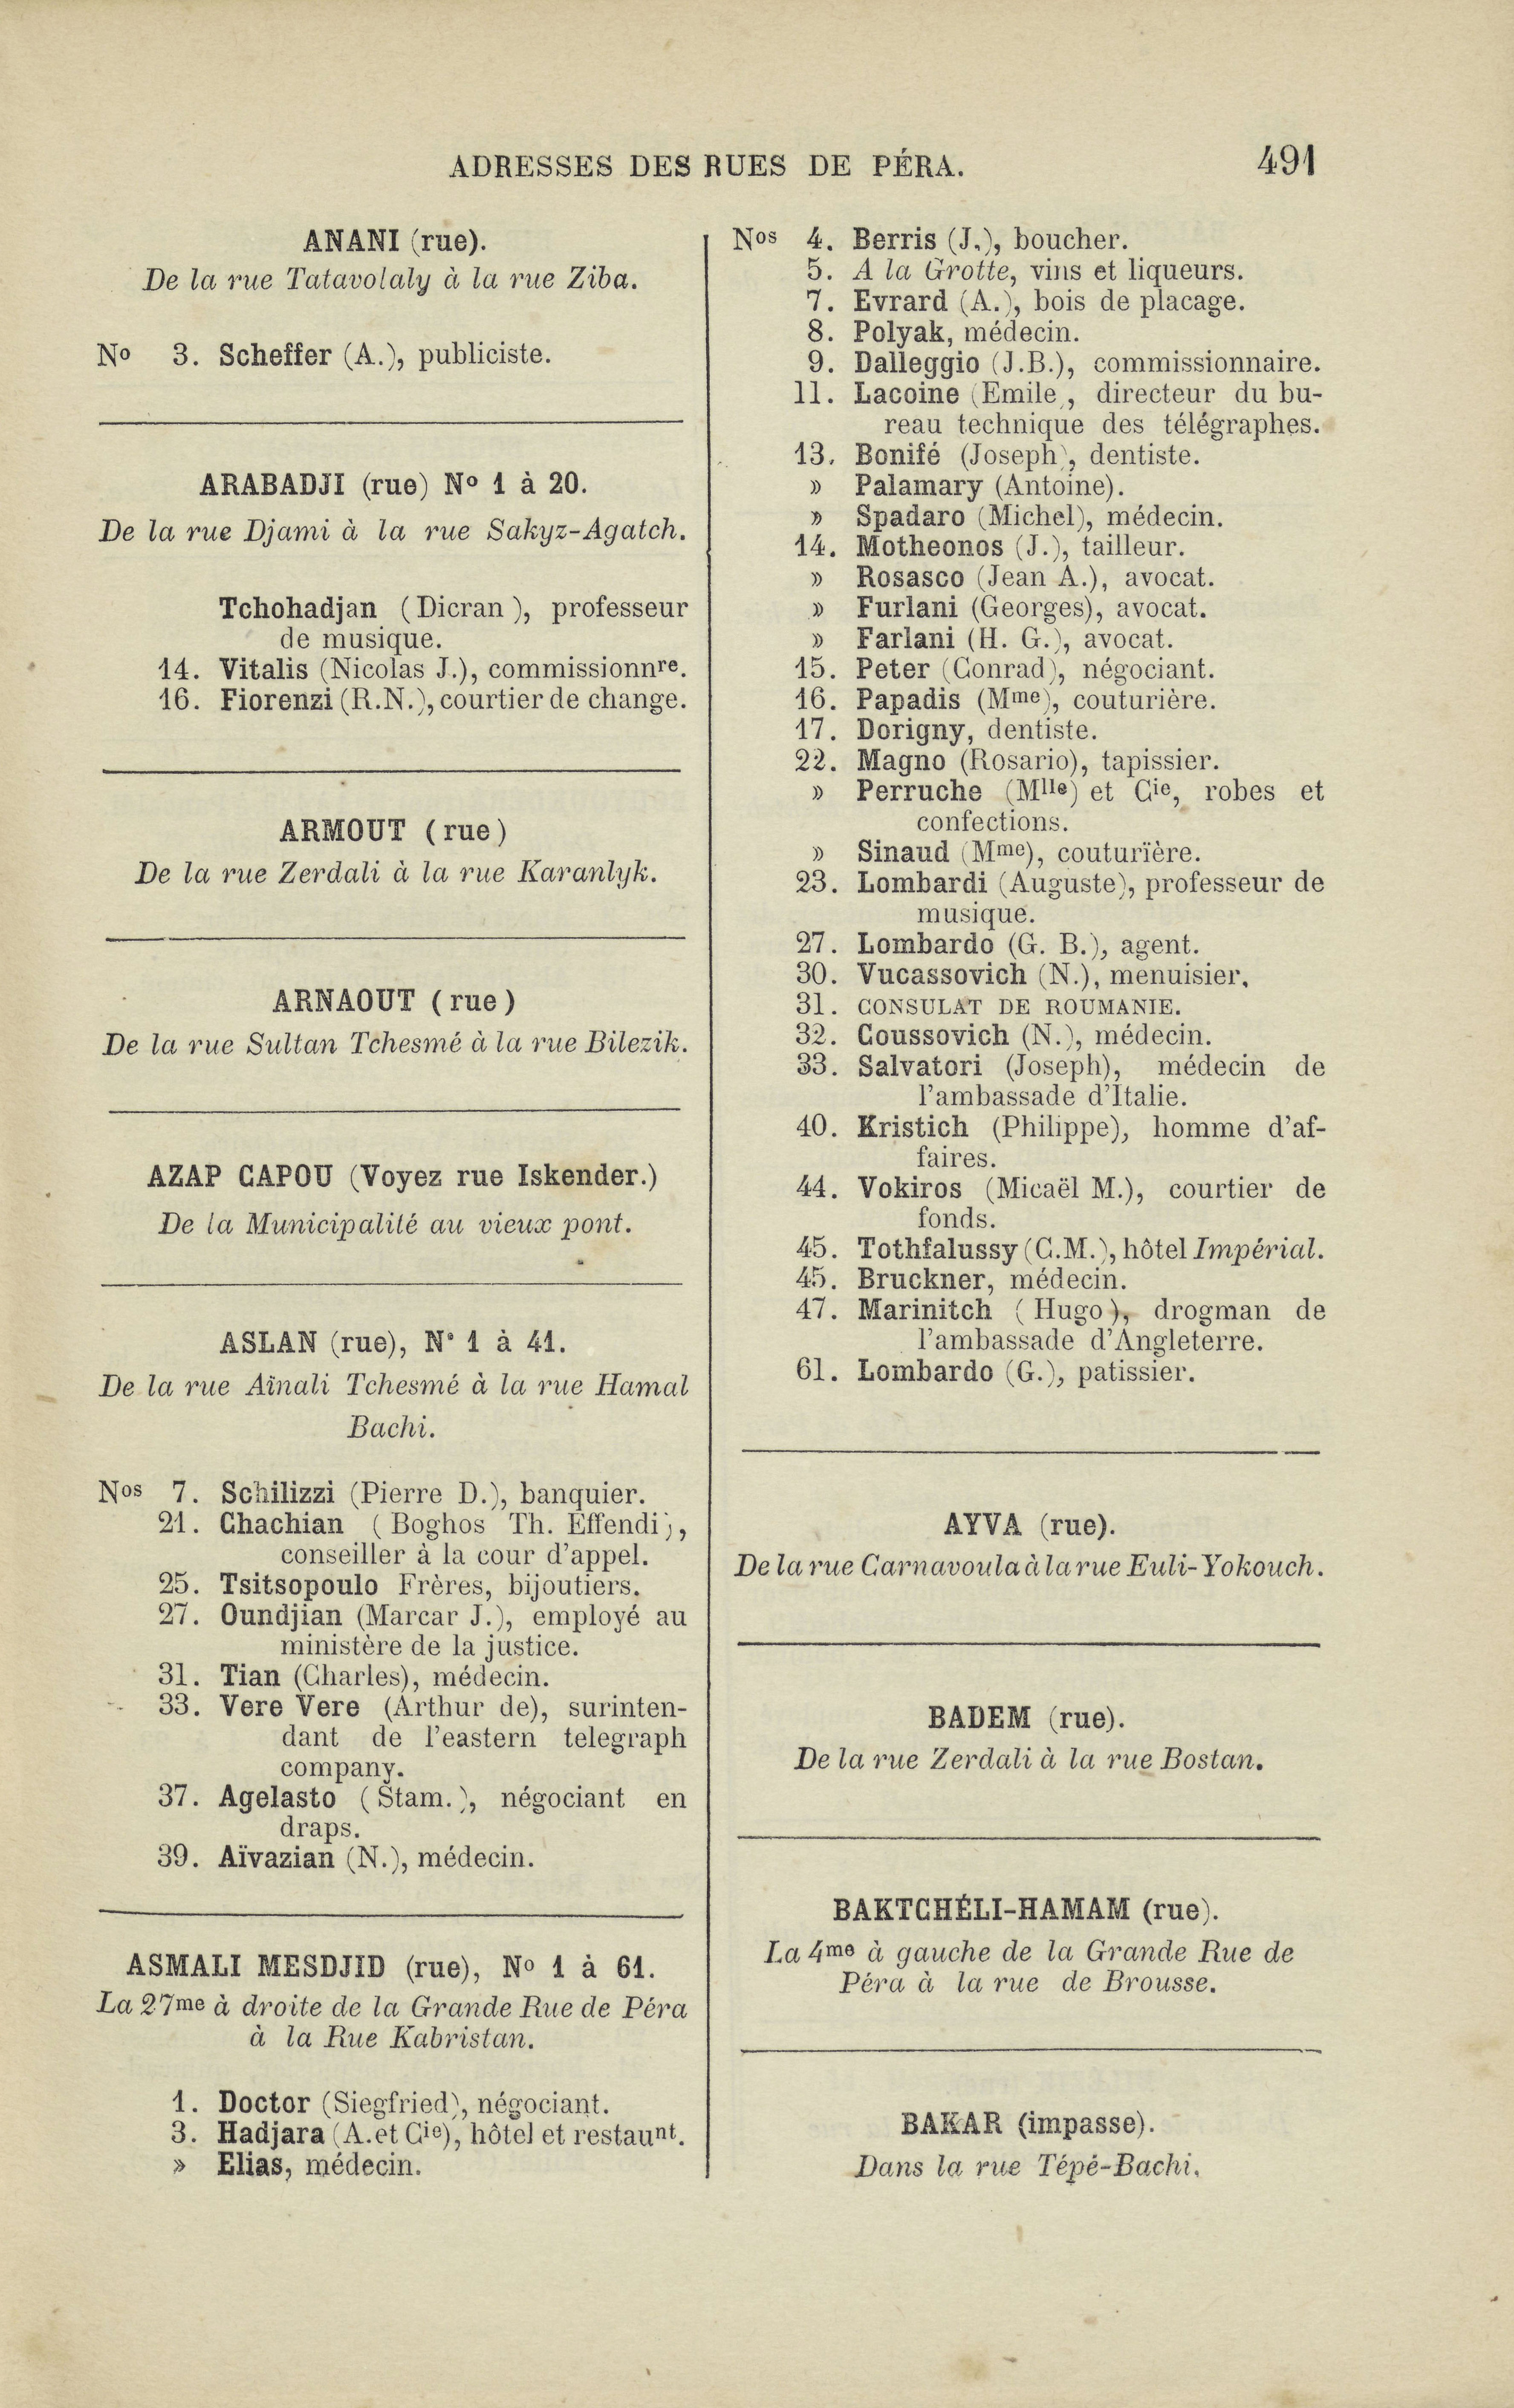 ADRESSES DES RUES DE PÉRA.
491
ANANI (rue).
De la rue Tatavolaly à la rue Ziba.
No 3. Scheffer (A.), publiciste.
ARABADJI (rue) No 1 à 20.
De la rue Djami à la rue Sakyz-Agatch.
Tchohadjan (Dicran), professeur
de musique.
14. Vitalis (Nicolas J.), commissionnre.
16. Fiorenzi (R.N.), courtier de change.
ARMOUT (rue)
De la rue Zerdali à la rue Karanlyk.
ARNAOUT (rue)
De la rue Sultan Tchesmé à la rue Bilezik.
AZAP CAPOU (Voyez rue Iskender.)
De la Municipalité au vieux pont.
ASLAN (rue), N° 1 à 41.
De la rue Aïnali Tchesmé à la rue Hamal
Bachi.
Nos 7. Schilizzi (Pierre D.), banquier.
21. Chachian (Boghos Th. Effendi),
conseiller à la cour d'appel.
25. Tsitsopoulo Frères, bijoutiers.
27. Oundjian (Marcar J.), employé au
ministère de la justice.
31. Tian (Charles), médecin.
33. Vere Vere (Arthur de), surinten-
dant de l'eastern telegraph
company.
37. Agelasto (Stam.), négociant en
draps.
39. Aïvazian (N.), médecin.
ASMALI MESDJID (rue), No 1 à 61.
La 27me à droite de la Grande Rue de Péra
à la Rue Kabristan.
1. Doctor (Siegfried), négociant.
3. Hadjara (A. et Cie), hôtel et restaunt.
» Elias, médecin.
Nos 4. Berris (J.), boucher.
5. A la Grotte, vins et liqueurs.
7. Evrard (A.), bois de placage.
8. Polyak, médecin.
9. Dalleggio (J.B.), commissionnaire.
11. Lacoine (Emile), directeur du bu-
reau technique des télégraphes.
13. Bonifé (Joseph), dentiste.
» Palamary (Antoine).
» Spadaro (Michel), médecin.
14. Motheonos (J.), tailleur.
» Rosasco (Jean A.), avocat.
» Furlani (Georges), avocat.
» Farlani (H. G.), avocat.
15. Peter (Conrad), négociant.
16. Papadis (Mme), couturière.
17. Dorigny, dentiste.
22. Magno (Rosario), tapissier.
» Perruche (Mlle) et Cie, robes et
confections.
» Sinaud (Mme), couturïère.
23. Lombardi (Auguste), professeur de
musique.
27. Lombardo (G. B.), agent.
30. Vucassovich (N.), menuisier.
31. CONSULAT DE ROUMANIE.
32. Coussovich (N.), médecin.
33. Salvatori (Joseph), médecin de
l'ambassade d'Italie.
40. Kristich (Philippe), homme d'af-
faires.
44. Vokiros (Micaël M.), courtier de
fonds.
45. Tothfalussy (C.M.), hôtel Impérial.
45. Bruckner, médecin.
47. Marinitch (Hugo), drogman de
l'ambassade d'Angleterre.
61. Lombardo (G.), patissier.
AYVA (rue).
De la rue Carnavoula à la rue Euli-Yokouch.
BADEM (rue).
De la rue Zerdali à la rue Bostan.
BAKTCHÉLI-HAMAM (rue).
La 4me à gauche de la Grande Rue de
Péra à la rue de Brousse.
BAKAR (impasse).
Dans la rue Tépé-Bachi.